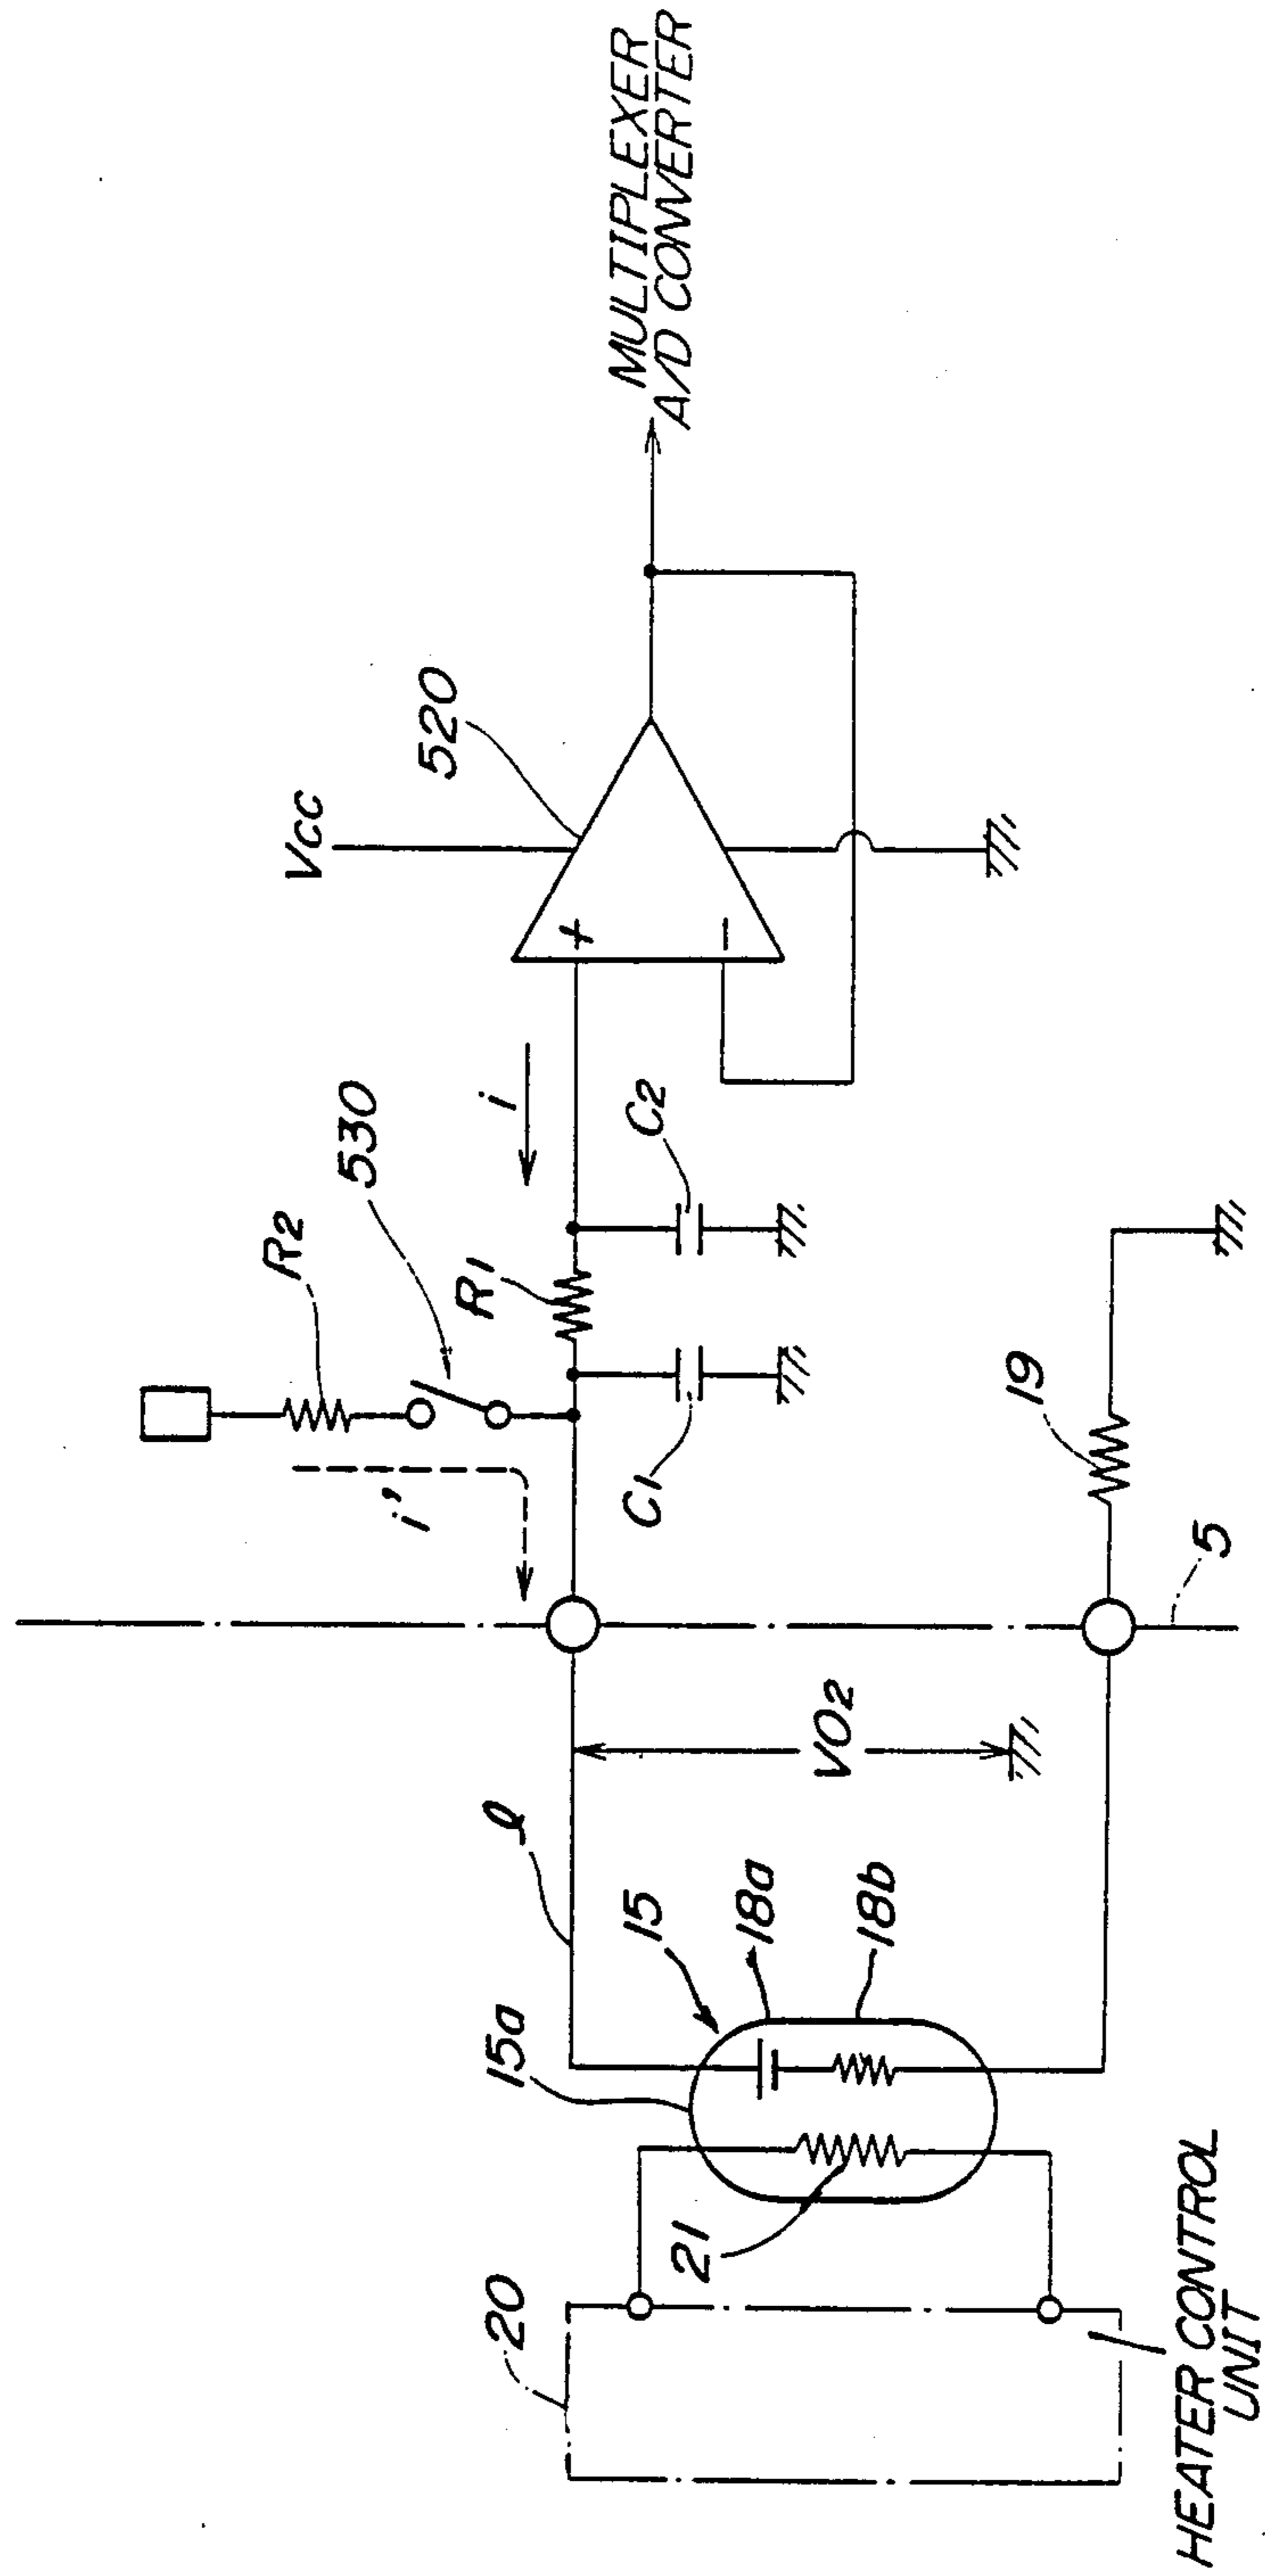 MULTIPLEXER
A/D CONVERTER
Vcc
520
+
−
i
530
R2
R1
C2
C1
i'
19
5
VO2
l
15
15a
18a
18b
21
20
HEATER CONTROL
UNIT